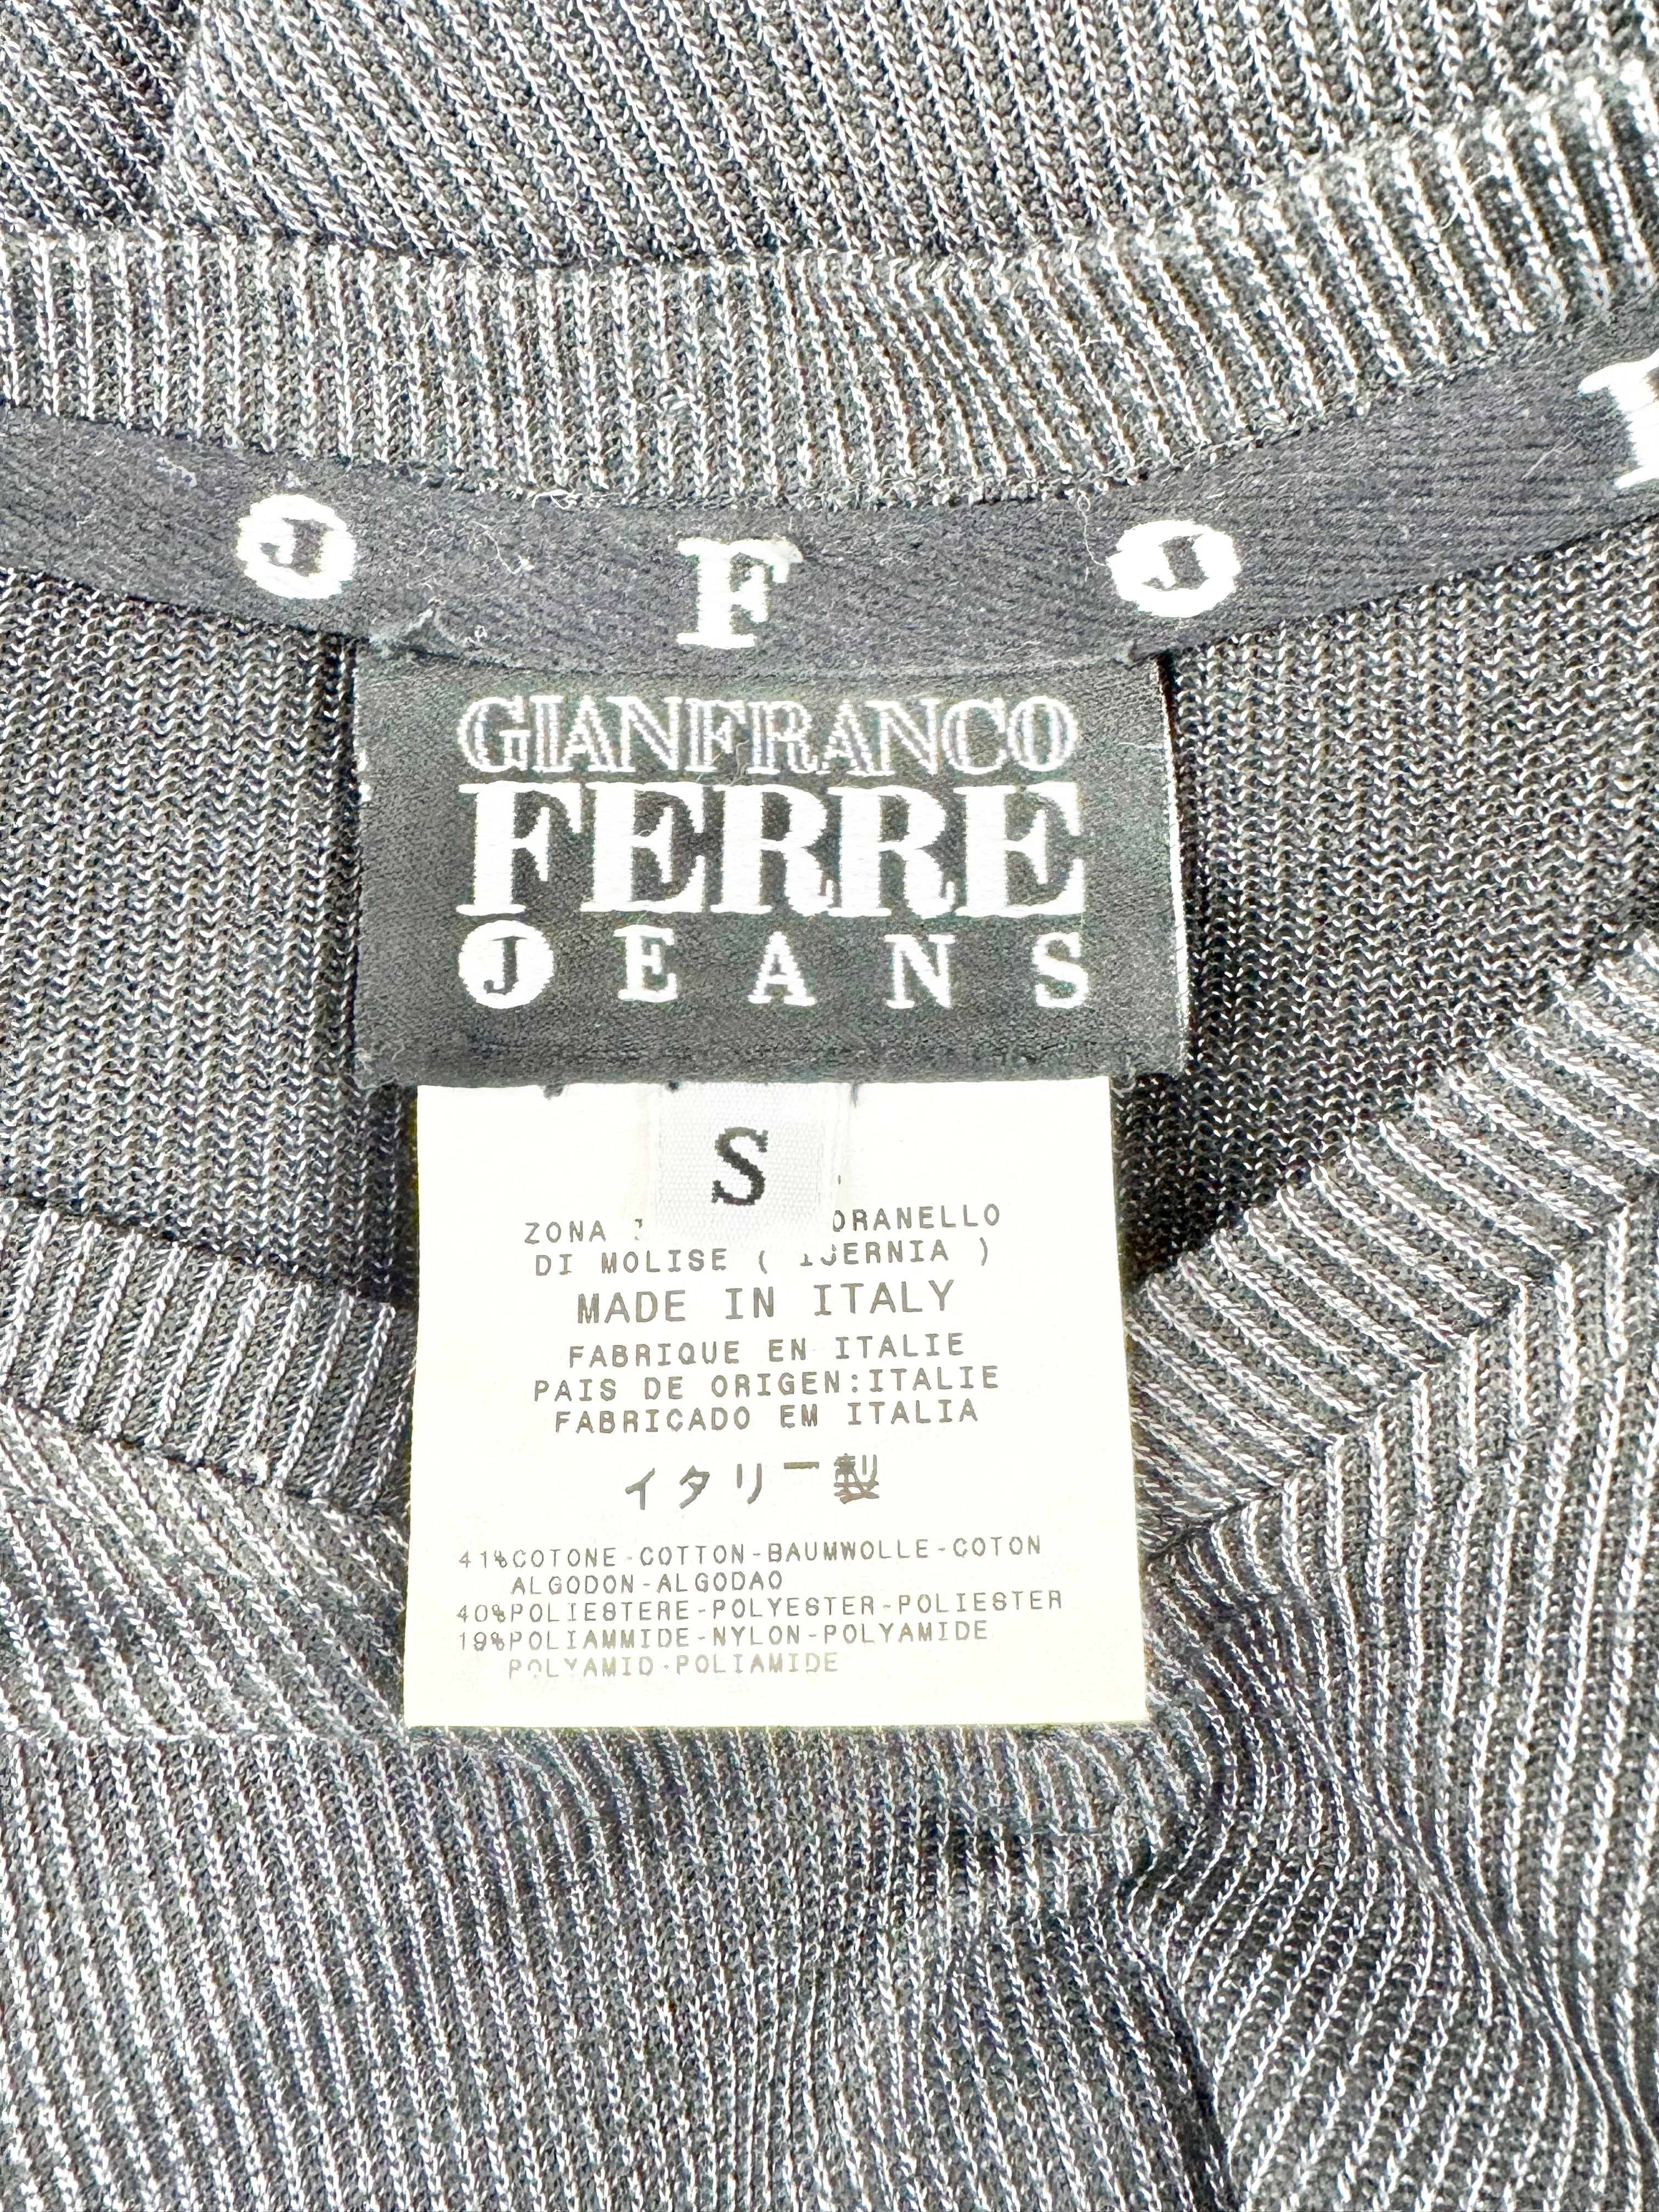 J F J
GIANFRANCO
FERRE
JEANS
S
ZONA
DI MOLISE ( ISERNIA )
MADE IN ITALY
FABRIQUE EN ITALIE
PAIS DE ORIGEN:ITALIE
FABRICADO EM ITALIA
イタリー製
41%COTONE-COTTON-BAUMWOLLE-COTON
ALGODON-ALGODAO
40%POLIESTERE-POLYESTER-POLIESTER
19%POLIAMMIDE-NYLON-POLYAMIDE
POLYAMID-POLIAMIDE